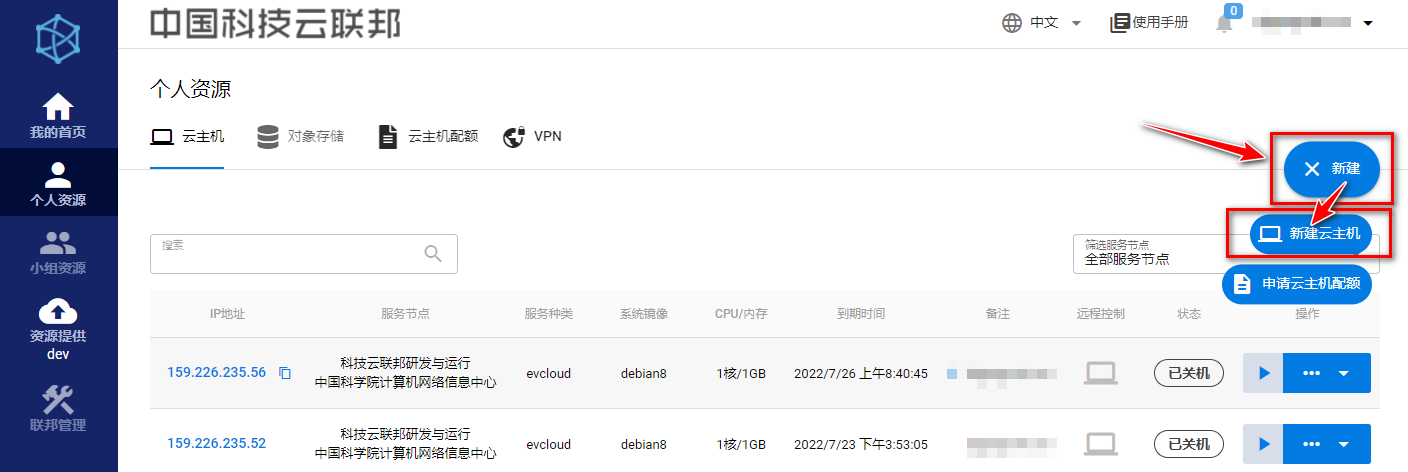 中国科技云联邦
中文
使用手册
0
我的首页
个人资源
小组资源
资源提供
dev
联邦管理
个人资源
云主机
对象存储
云主机配额
VPN
新建
新建云主机
申请云主机配额
搜索
筛选服务节点
全部服务节点
IP地址 服务节点 服务种类 系统镜像 CPU/内存 到期时间 备注 远程控制 状态 操作
159.226.235.56 科技云联邦研发与运行 evcloud debian8 1核/1GB 2022/7/26 上午8:40:45 已关机
中国科学院计算机网络信息中心
159.226.235.52 科技云联邦研发与运行 evcloud debian8 1核/1GB 2022/7/23 下午3:53:05 已关机
中国科学院计算机网络信息中心